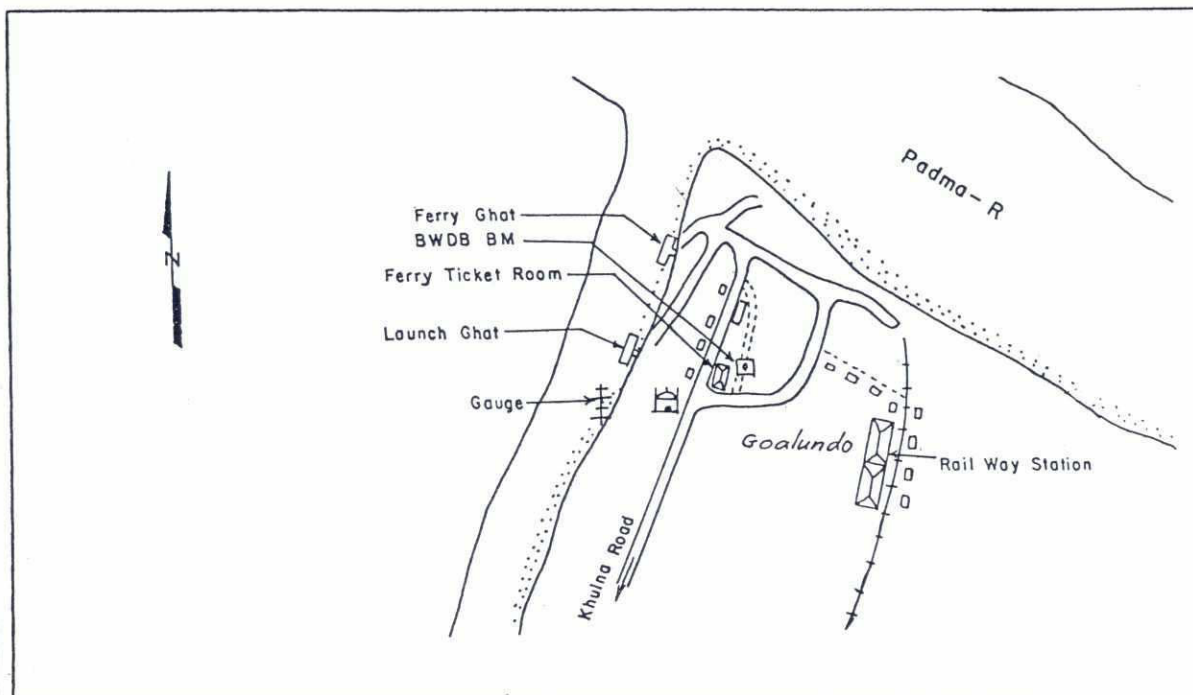 Padma-R
Ferry Ghat
BWDB BM
Ferry Ticket Room
N
Launch Ghat
Gauge
Goalundo
Rail Way Station
Khulna Road